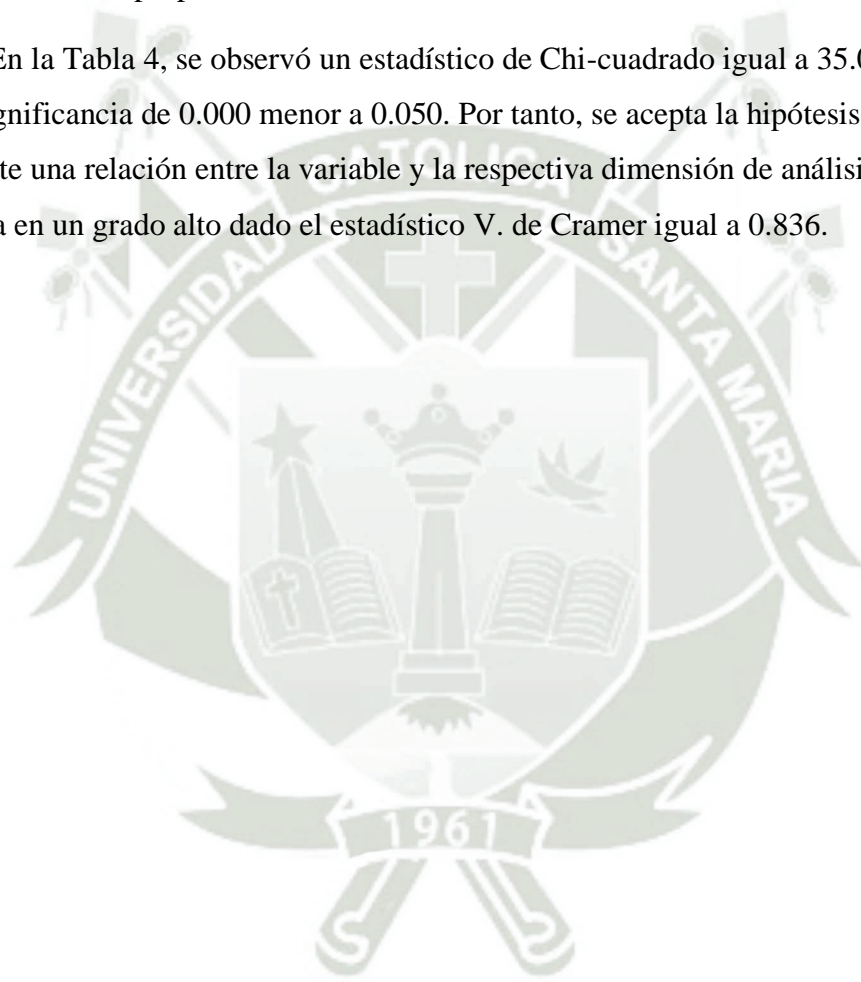 En la Tabla 4, se observó un estadístico de Chi-cuadrado igual a 35.0
significancia de 0.000 menor a 0.050. Por tanto, se acepta la hipótesis
te una relación entre la variable y la respectiva dimensión de análisi
a en un grado alto dado el estadístico V. de Cramer igual a 0.836.
UNIVERSIDAD CATOLICA SANTA MARIA
1961